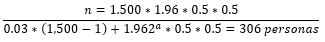 n = 1.500 * 1.96 * 0.5 * 0.5
0.03 * (1,500 − 1) + 1.962ª * 0.5 * 0.5 = 306 personas